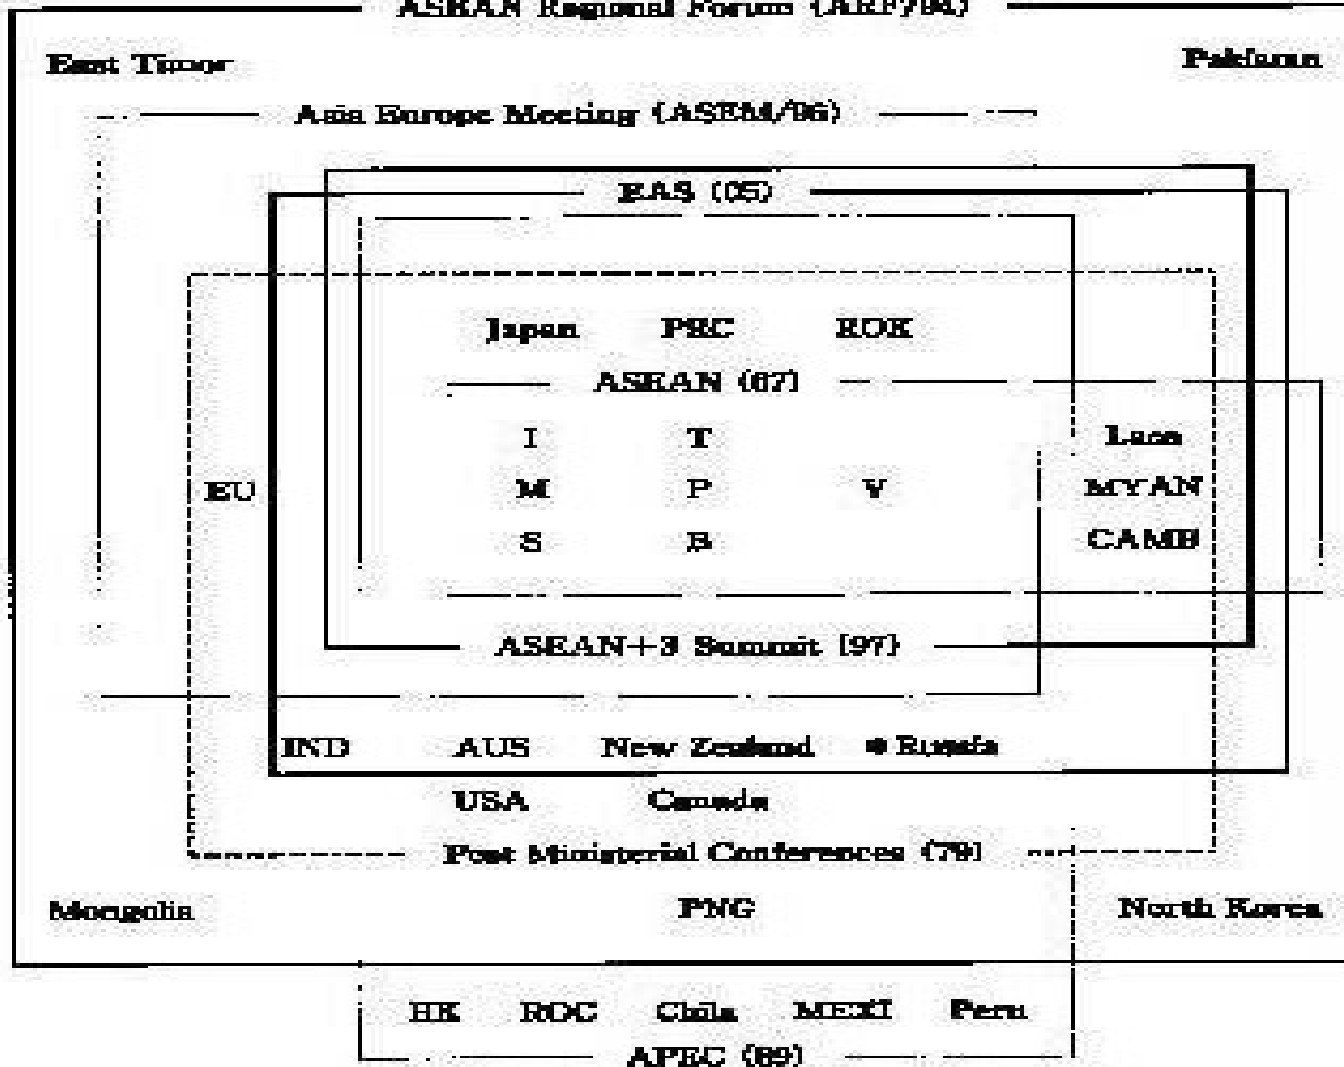 ASEAN Regional Forum (ARF/94)
East Timor Pakistan
Asia Europe Meeting (ASEM/96)
EAS (05)
Japan PRC ROK
ASEAN (67)
I T Laos
EU M P V MYAN
S B CAMB
ASEAN+3 Summit (97)
IND AUS New Zealand Russia
USA Canada
Post Ministerial Conferences (79)
Mongolia PNG North Korea
HK ROC Chile MEXI Peru
APEC (89)